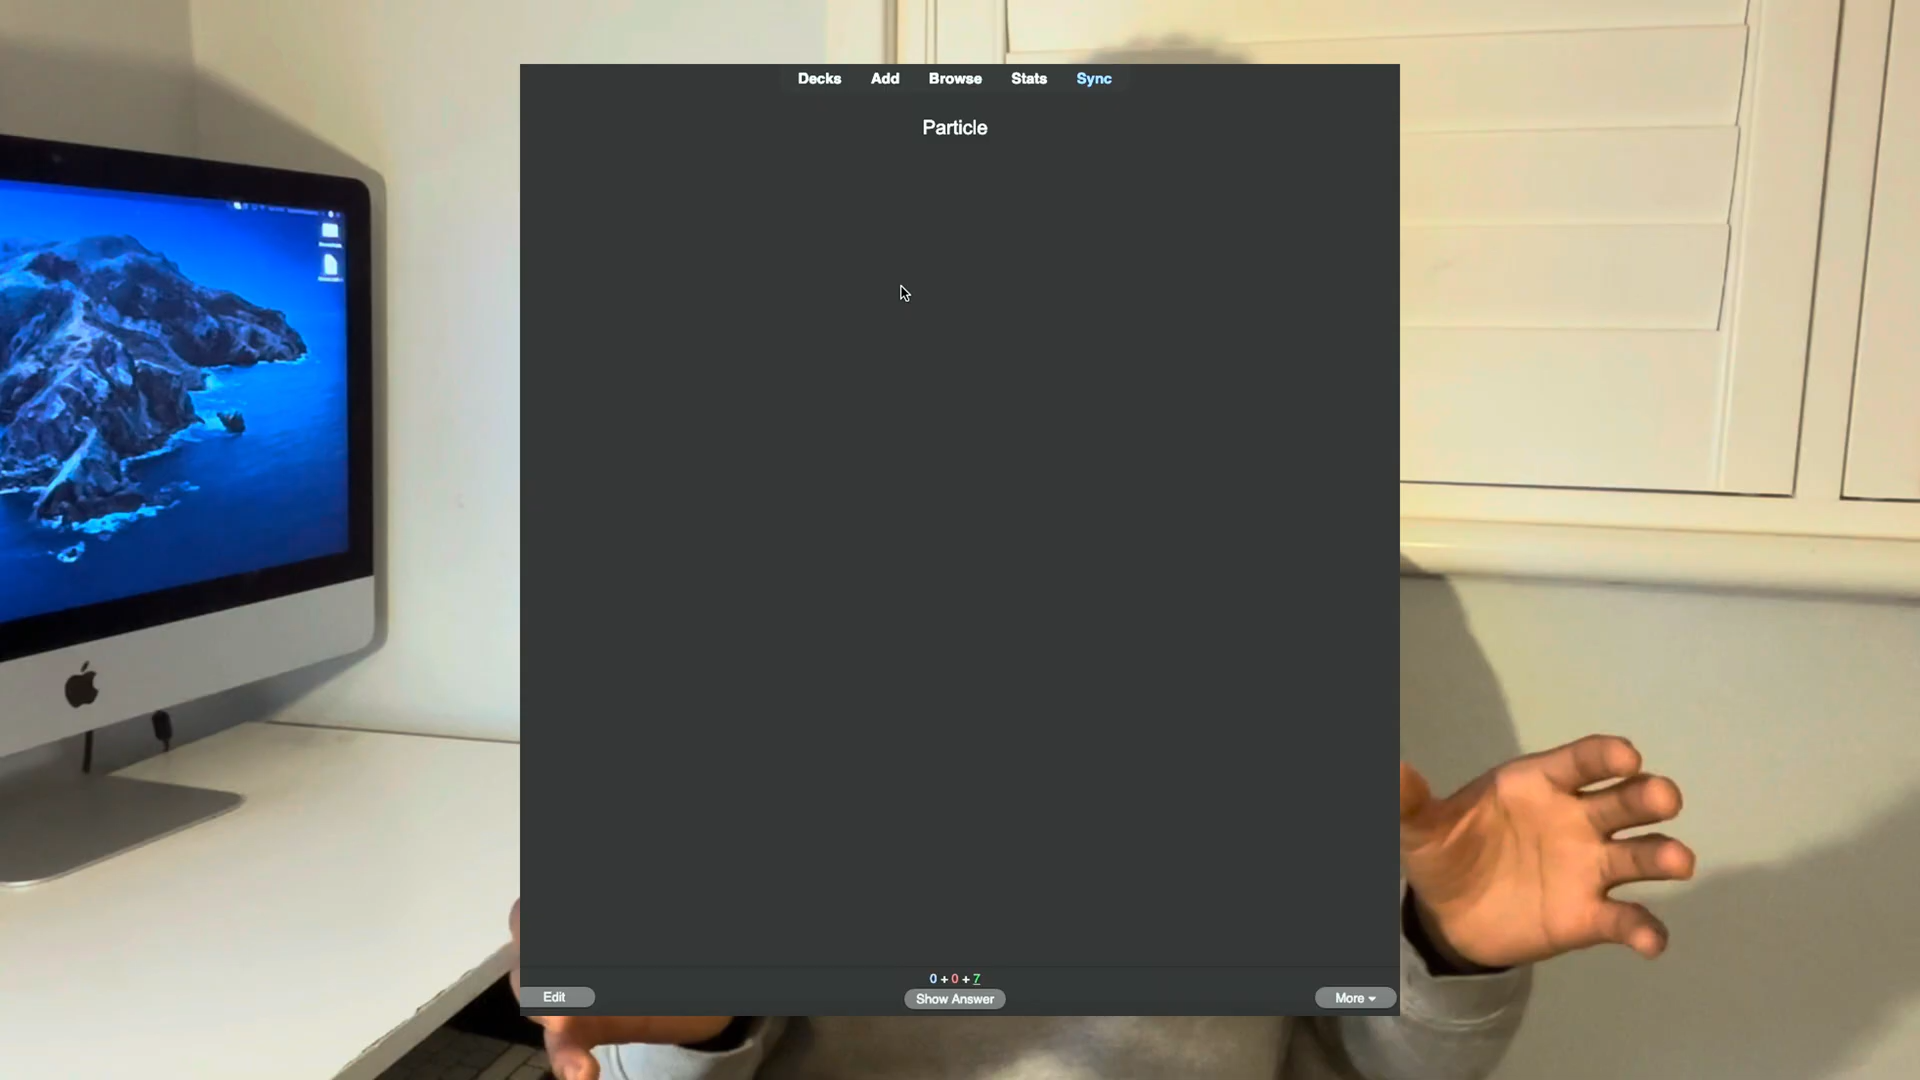 Decks Add Browse Stats Sync
Particle
0 + 0 + 7
Edit
Show Answer
More